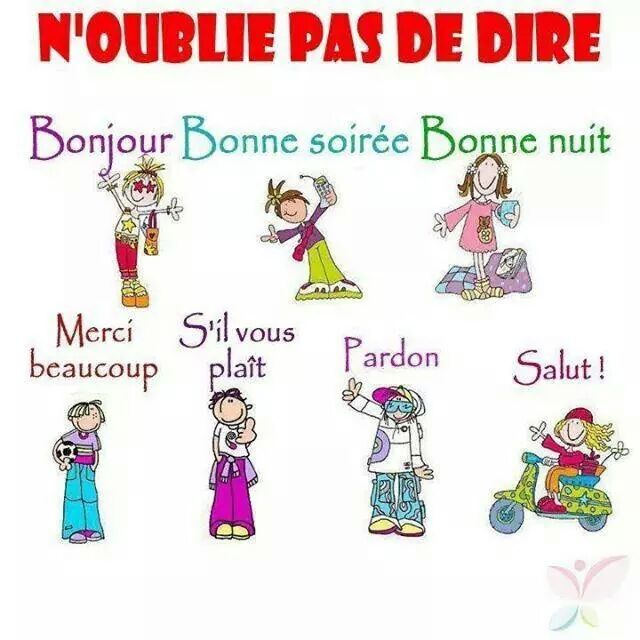 N'OUBLIE PAS DE DIRE
Bonjour
Bonne soirée
Bonne nuit
Merci
beaucoup
S'il vous
plaît
Pardon
Salut !